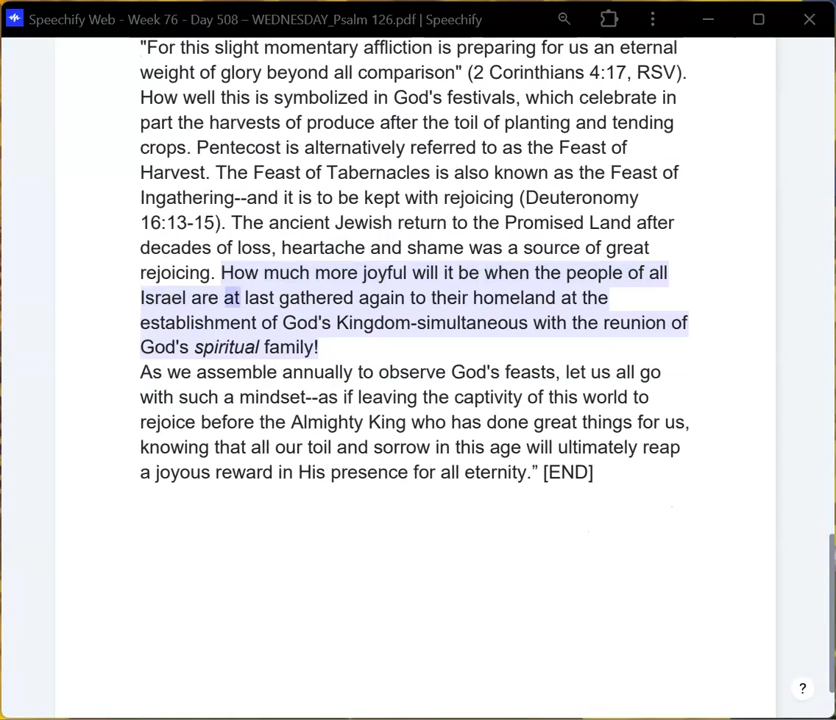 Speechify Web - Week 76 - Day 508 – WEDNESDAY_Psalm 126.pdf | Speechify
"For this slight momentary affliction is preparing for us an eternal
weight of glory beyond all comparison" (2 Corinthians 4:17, RSV).
How well this is symbolized in God's festivals, which celebrate in
part the harvests of produce after the toil of planting and tending
crops. Pentecost is alternatively referred to as the Feast of
Harvest. The Feast of Tabernacles is also known as the Feast of
Ingathering--and it is to be kept with rejoicing (Deuteronomy
16:13-15). The ancient Jewish return to the Promised Land after
decades of loss, heartache and shame was a source of great
rejoicing. How much more joyful will it be when the people of all
Israel are at last gathered again to their homeland at the
establishment of God's Kingdom-simultaneous with the reunion of
God's spiritual family!
As we assemble annually to observe God's feasts, let us all go
with such a mindset--as if leaving the captivity of this world to
rejoice before the Almighty King who has done great things for us,
knowing that all our toil and sorrow in this age will ultimately reap
a joyous reward in His presence for all eternity.” [END]
?